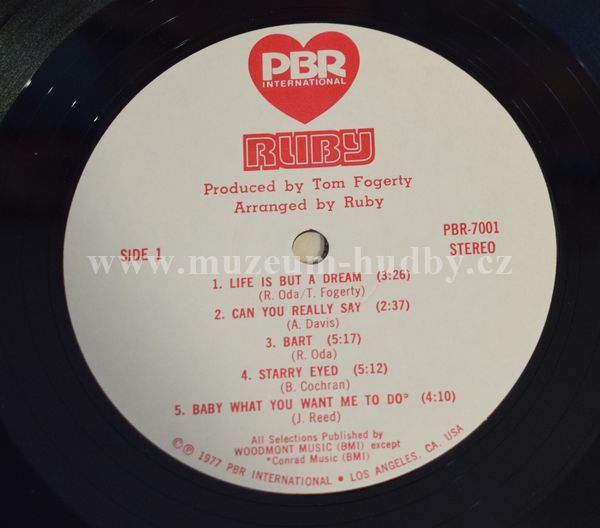 PBR
INTERNATIONAL
RUBY
Produced by Tom Fogerty
Arranged by Ruby
SIDE 1
PBR-7001
STEREO
www.muzeum-hudby.cz
1. LIFE IS BUT A DREAM (3:26)
(R. Oda/T. Fogerty)
2. CAN YOU REALLY SAY (2:37)
(A. Davis)
3. BART (5:17)
(R. Oda)
4. STARRY EYED (5:12)
(B. Cochran)
5. BABY WHAT YOU WANT ME TO DO* (4:10)
(J. Reed)
All Selections Published by
WOODMONT MUSIC (BMI) except
*Conrad Music (BMI)
©℗ 1977 PBR INTERNATIONAL • LOS ANGELES, CA. USA